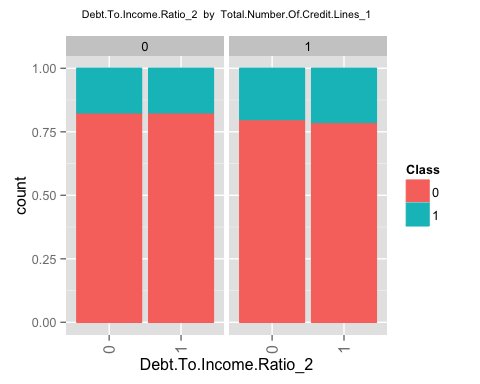 Debt.To.Income.Ratio_2 by Total.Number.Of.Credit.Lines_1
0 1
1.00
0.75
0.50
0.25
0.00
count
0 1 0 1
Debt.To.Income.Ratio_2
Class
0
1